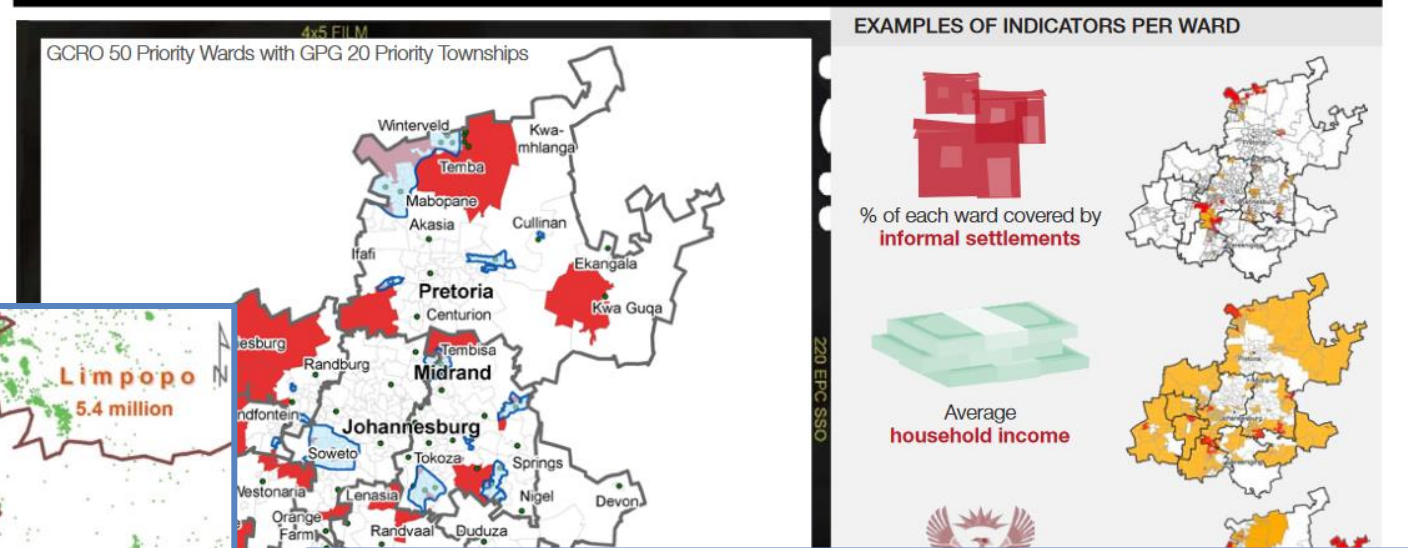 4x5 FILM
GCRO 50 Priority Wards with GPG 20 Priority Townships
Winterveld
Kwa-
mhlanga
Temba
Mabopane
Akasia
Cullinan
Ifafi
Ekangala
Pretoria
Kwa Guqa
Centurion
esburg
Tembisa
Randburg
Midrand
ndfontein
Johannesburg
Soweto
Tokoza
Springs
Westonaria
Lenasia
Nigel
Devon
Orange
Farm
Randvaal
Duduza
220 EPC SSO
Limpopo
5.4 million
N
EXAMPLES OF INDICATORS PER WARD
% of each ward covered by
informal settlements
Average
household income